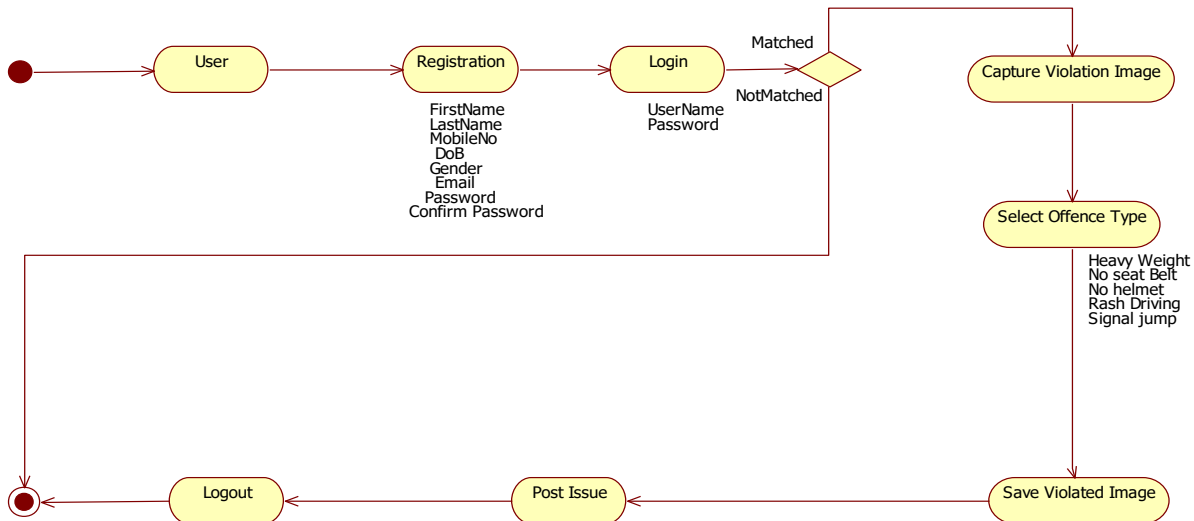 User
Registration
FirstName
LastName
MobileNo
DoB
Gender
Email
Password
Confirm Password
Login
UserName
Password
Matched
NotMatched
Capture Violation Image
Select Offence Type
Heavy Weight
No seat Belt
No helmet
Rash Driving
Signal jump
Save Violated Image
Post Issue
Logout